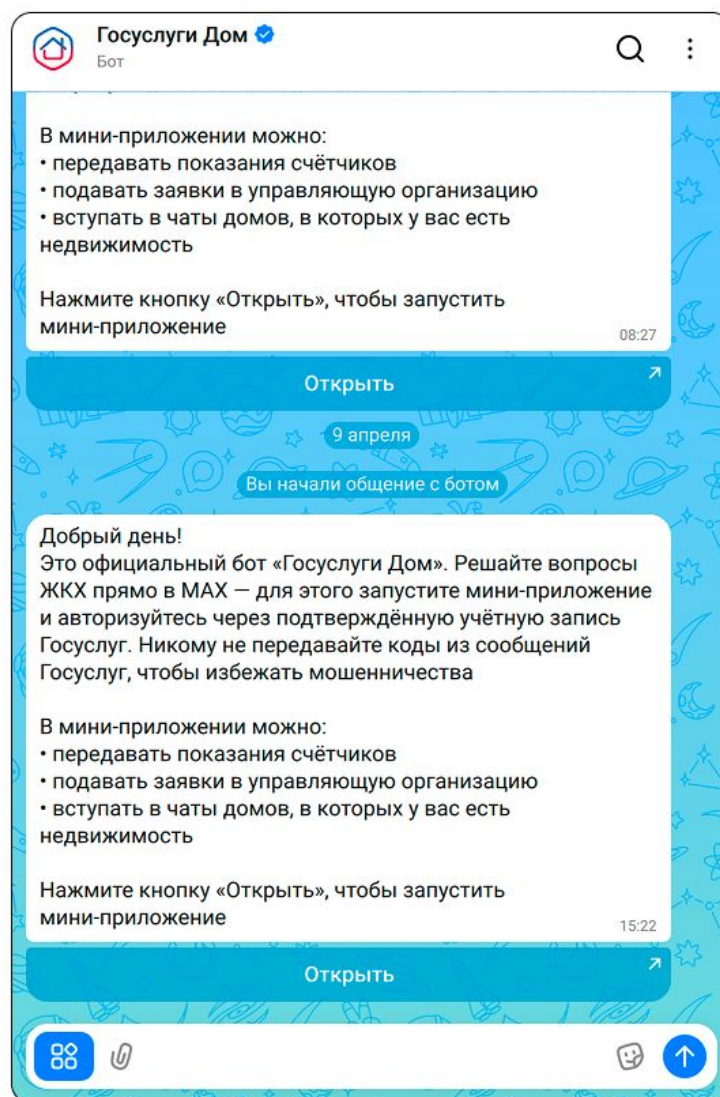 Госуслуги Дом
Бот
В мини-приложении можно:
• передавать показания счётчиков
• подавать заявки в управляющую организацию
• вступать в чаты домов, в которых у вас есть
недвижимость
Нажмите кнопку «Открыть», чтобы запустить
мини-приложение
08:27
Открыть
9 апреля
Вы начали общение с ботом
Добрый день!
Это официальный бот «Госуслуги Дом». Решайте вопросы
ЖКХ прямо в MAX — для этого запустите мини-приложение
и авторизуйтесь через подтверждённую учётную запись
Госуслуг. Никому не передавайте коды из сообщений
Госуслуг, чтобы избежать мошенничества
В мини-приложении можно:
• передавать показания счётчиков
• подавать заявки в управляющую организацию
• вступать в чаты домов, в которых у вас есть
недвижимость
Нажмите кнопку «Открыть», чтобы запустить
мини-приложение
15:22
Открыть